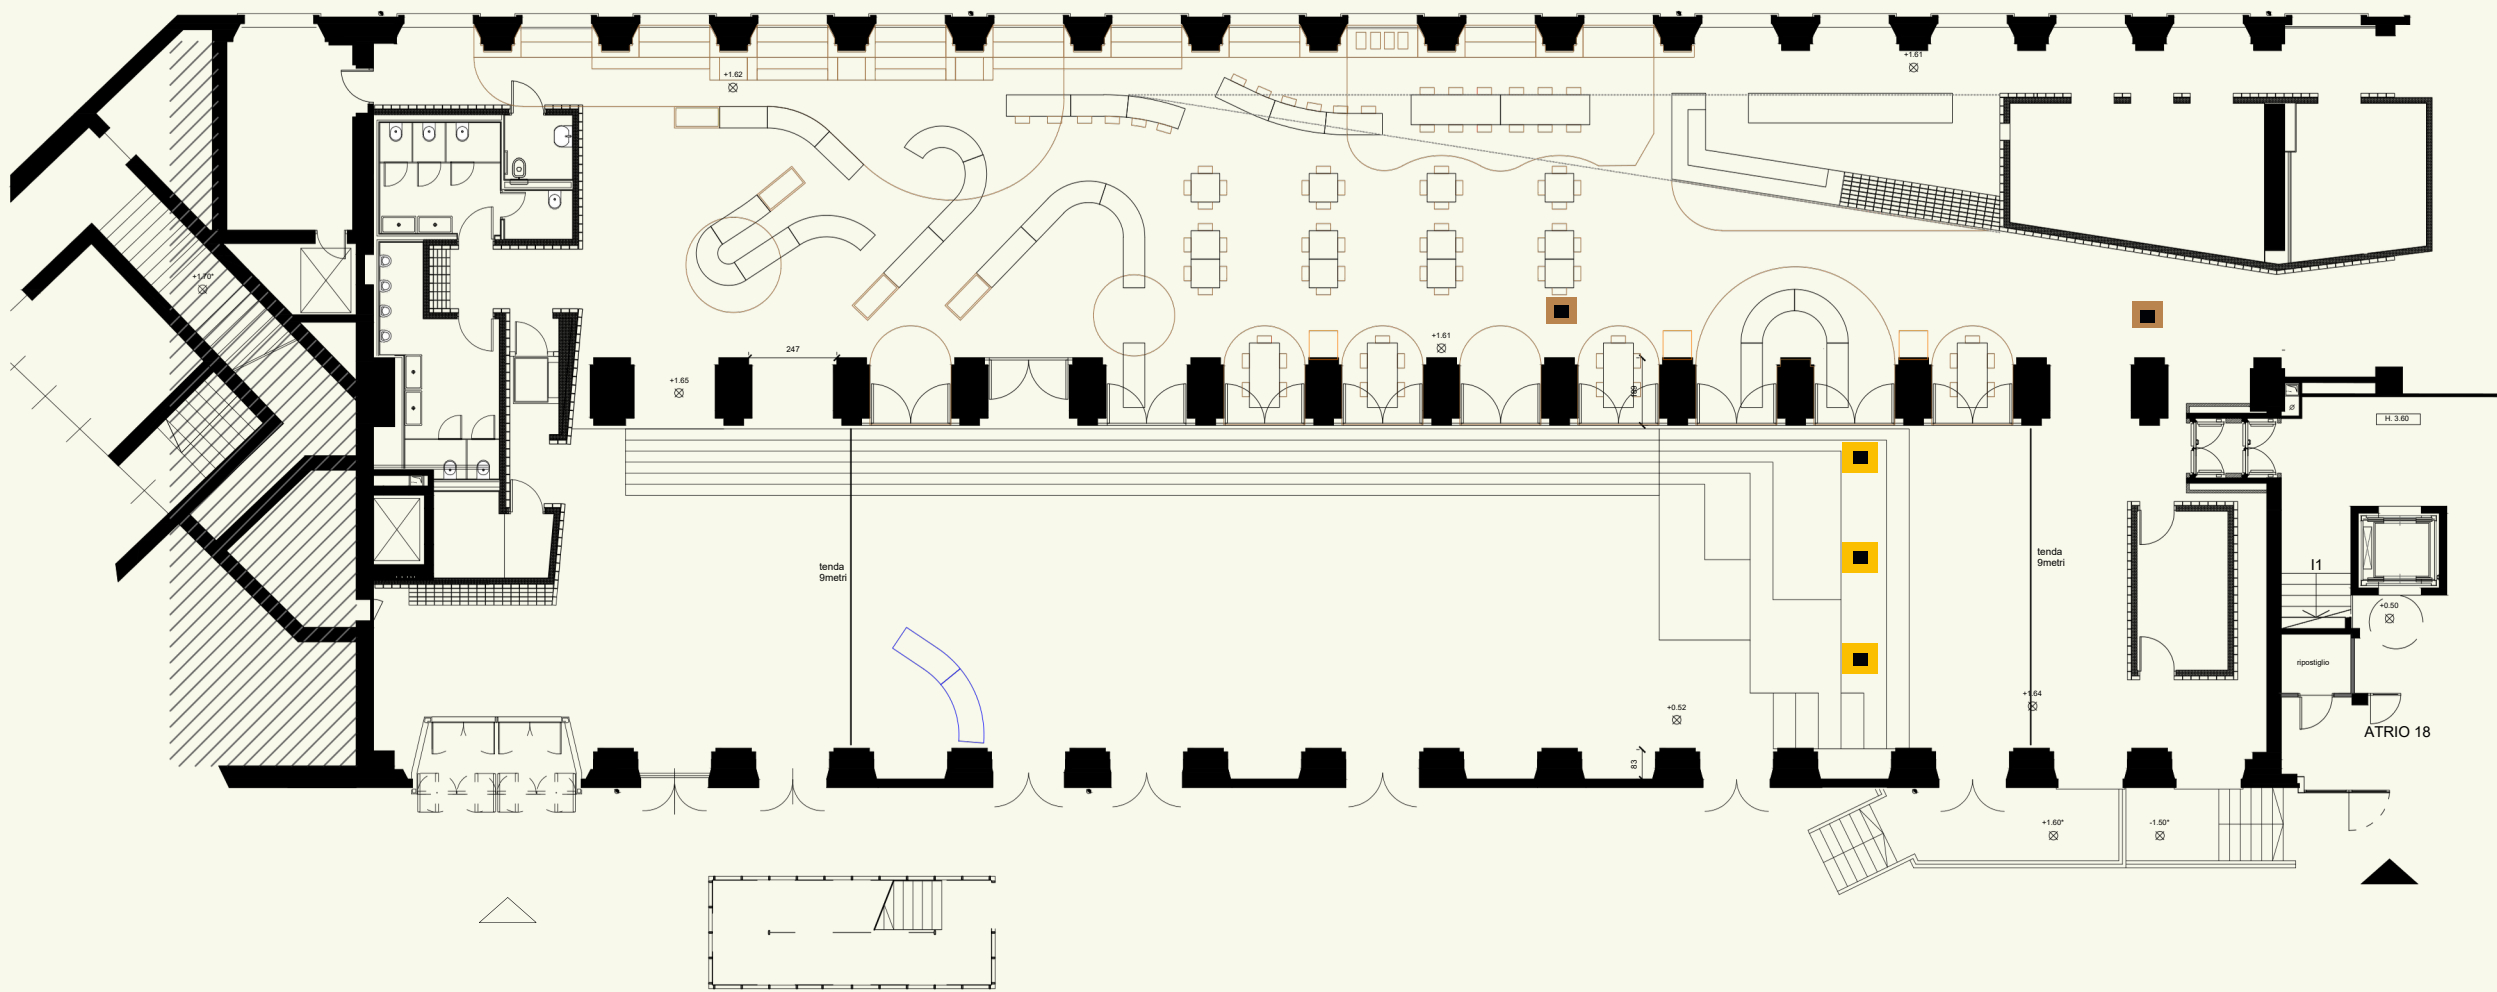 +1.61
+1.62
+1.70*
+1.61
247
+1.65
189
H. 3.60
tenda
9metri
tenda
9metri
I1
+0.50
ripostiglio
+1.64
+0.52
ATRIO 18
83
+1.60*
-1.50*